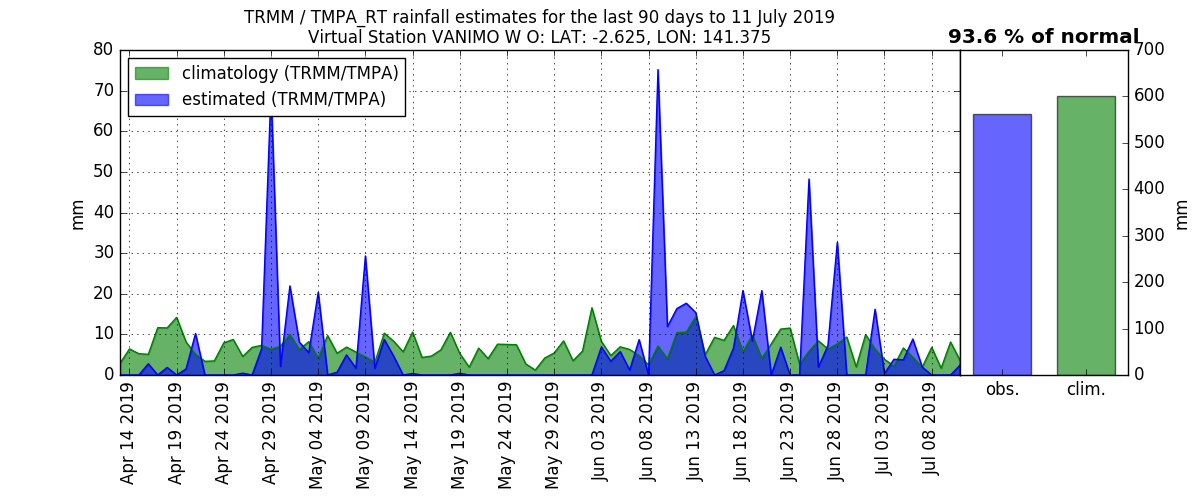 TRMM / TMPA_RT rainfall estimates for the last 90 days to 11 July 2019
Virtual Station VANIMO W O: LAT: -2.625, LON: 141.375
93.6 % of normal
climatology (TRMM/TMPA)
estimated (TRMM/TMPA)
80
70
60
50
40
30
20
10
0
mm
Apr 14 2019
Apr 19 2019
Apr 24 2019
Apr 29 2019
May 04 2019
May 09 2019
May 14 2019
May 19 2019
May 24 2019
May 29 2019
Jun 03 2019
Jun 08 2019
Jun 13 2019
Jun 18 2019
Jun 23 2019
Jun 28 2019
Jul 03 2019
Jul 08 2019
700
600
500
400
300
200
100
0
mm
obs.
clim.